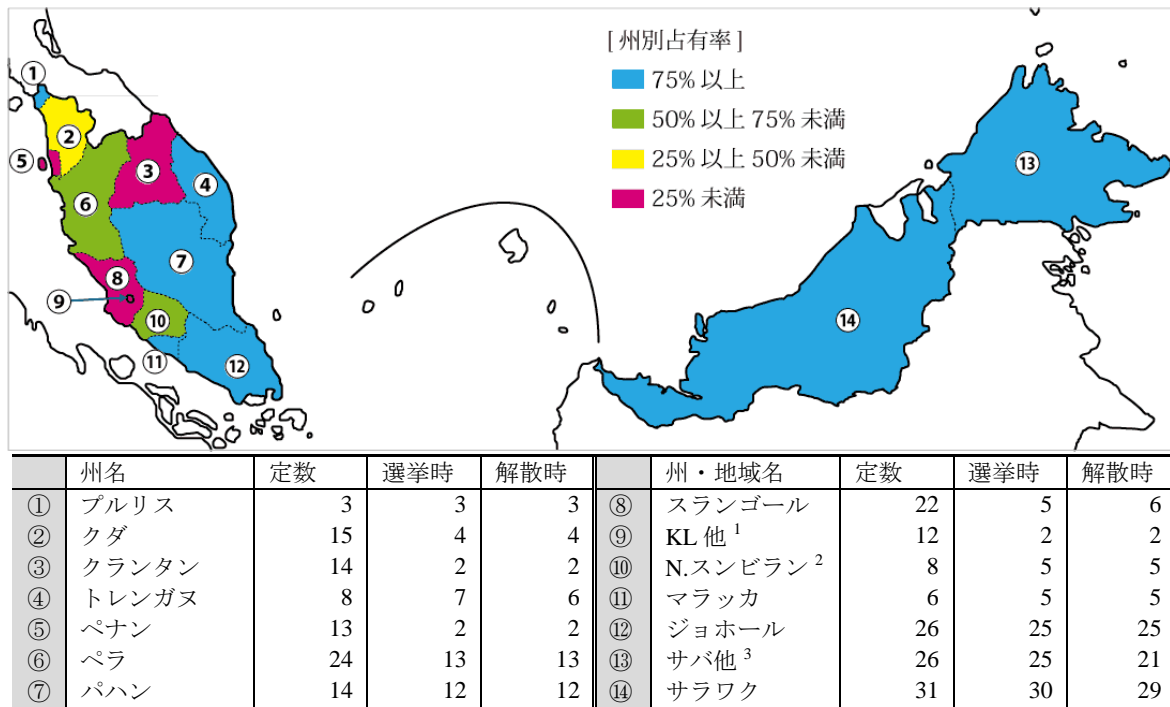 [ 州別占有率 ]
75% 以上
50% 以上 75% 未満
25% 以上 50% 未満
25% 未満
①
②
③
④
⑤
⑥
⑦
⑧
⑨
⑩
⑪
⑫
⑬
⑭
州名 定数 選挙時 解散時 州・地域名 定数 選挙時 解散時
① プルリス 3 3 3 ⑧ スランゴール 22 5 6
② クダ 15 4 4 ⑨ KL 他 1 12 2 2
③ クランタン 14 2 2 ⑩ N.スンビラン 2 8 5 5
④ トレンガヌ 8 7 6 ⑪ マラッカ 6 5 5
⑤ ペナン 13 2 2 ⑫ ジョホール 26 25 25
⑥ ペラ 24 13 13 ⑬ サバ他 3 26 25 21
⑦ パハン 14 12 12 ⑭ サラワク 31 30 29